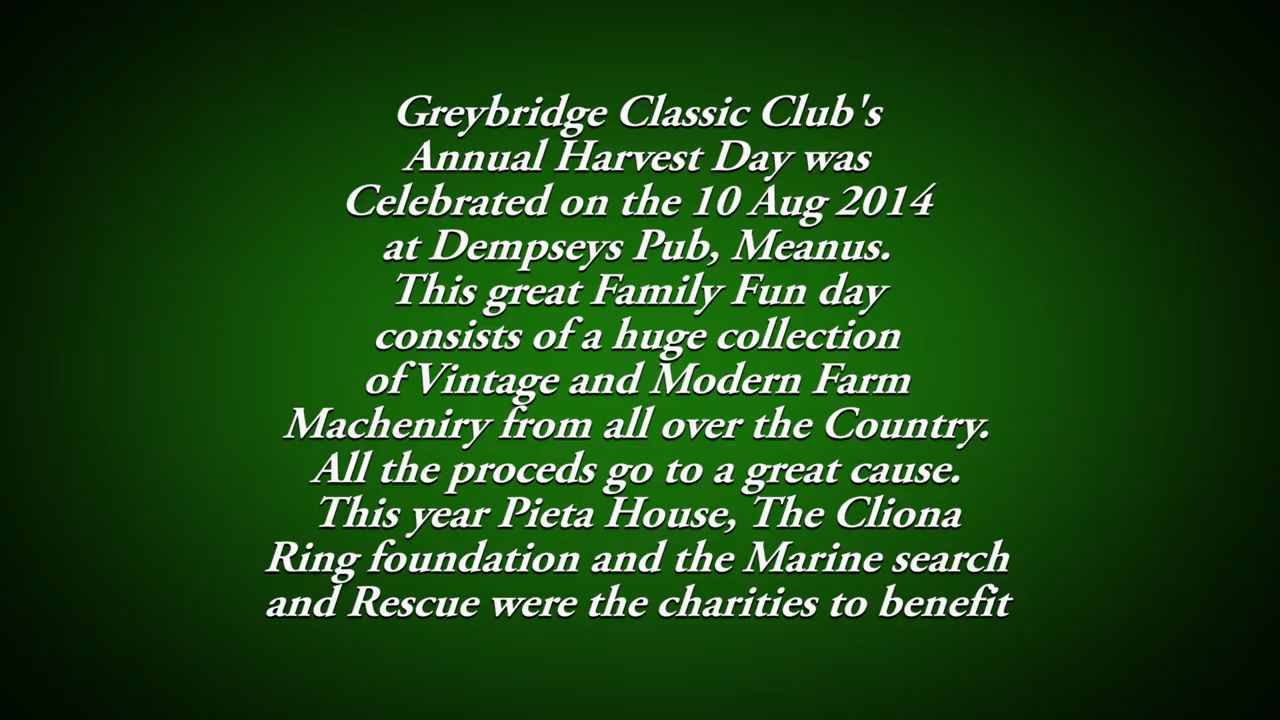 Greybridge Classic Club's
Annual Harvest Day was
Celebrated on the 10 Aug 2014
at Dempseys Pub, Meanus.
This great Family Fun day
consists of a huge collection
of Vintage and Modern Farm
Macheniry from all over the Country.
All the proceds go to a great cause.
This year Pieta House, The Cliona
Ring foundation and the Marine search
and Rescue were the charities to benefit